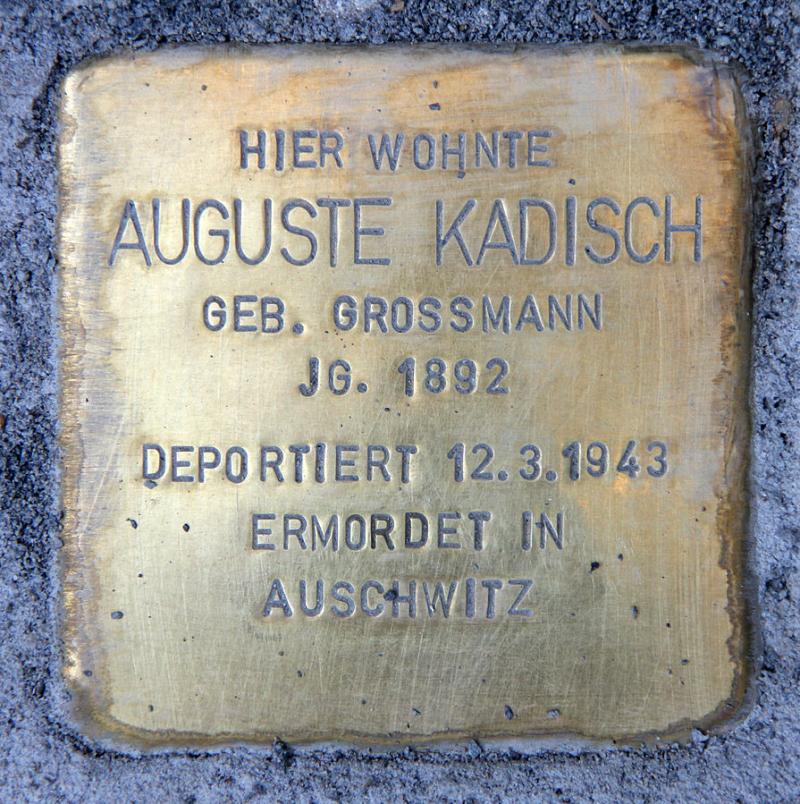 HIER WOHNTE
AUGUSTE KADISCH
GEB. GROSSMANN
JG. 1892
DEPORTIERT 12.3.1943
ERMORDET IN
AUSCHWITZ